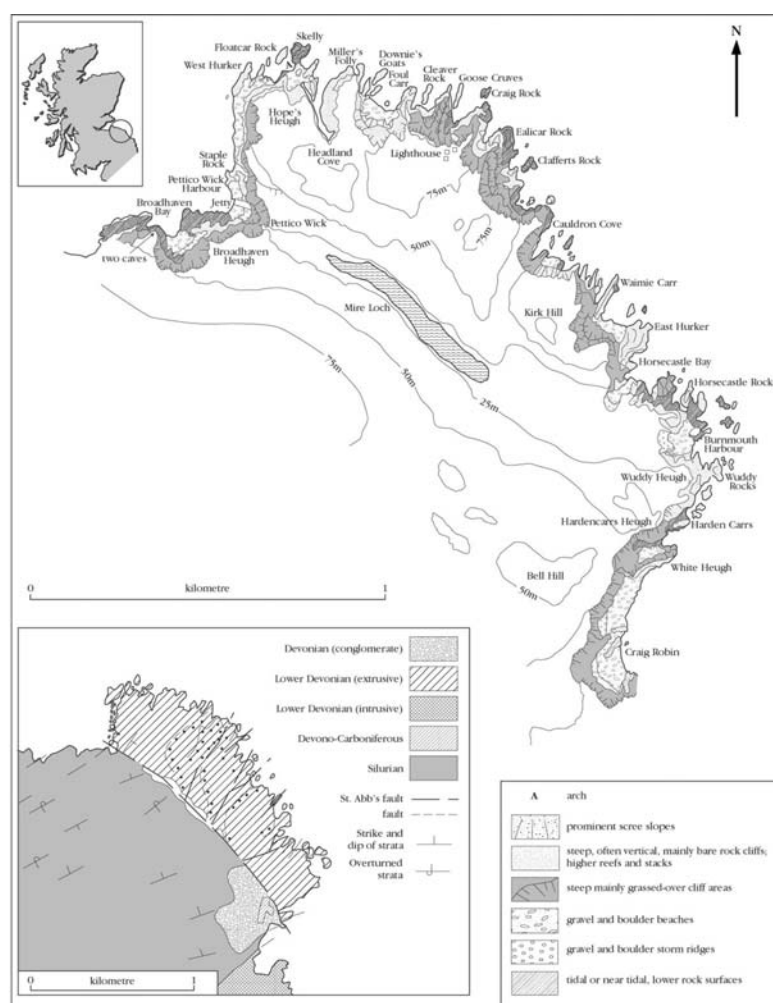 N
Floatcar Rock
Skelly
A
West Hurker
Miller's
Folly
Downie's
Goats
Foul
Carr
Cleaver
Rock
Goose Cruves
Craig Rock
Hope's
Heugh
Headland
Cove
Lighthouse
Ealicar Rock
Clafferts Rock
Staple
Rock
Pettico Wick
Harbour
Jetty
Broadhaven
Bay
two caves
Broadhaven
Heugh
Pettico Wick
75m
50m
75m
Cauldron Cove
Mire Loch
Kirk Hill
Waimie Carr
East Hurker
Horsecastle Bay
Horsecastle Rock
75m
50m
25m
Burnmouth
Harbour
Wuddy Heugh
Wuddy
Rocks
Hardencarrs Heugh
Harden Carrs
White Heugh
Bell Hill
50m
Craig Robin
0
kilometre
1
Devonian (conglomerate)
Lower Devonian (extrusive)
Lower Devonian (intrusive)
Devono-Carboniferous
Silurian
St. Abb's fault
fault
Strike and
dip of strata
Overturned
strata
0
kilometre
1
A arch
prominent scree slopes
steep, often vertical, mainly bare rock cliffs;
higher reefs and stacks
steep mainly grassed-over cliff areas
gravel and boulder beaches
gravel and boulder storm ridges
tidal or near tidal, lower rock surfaces